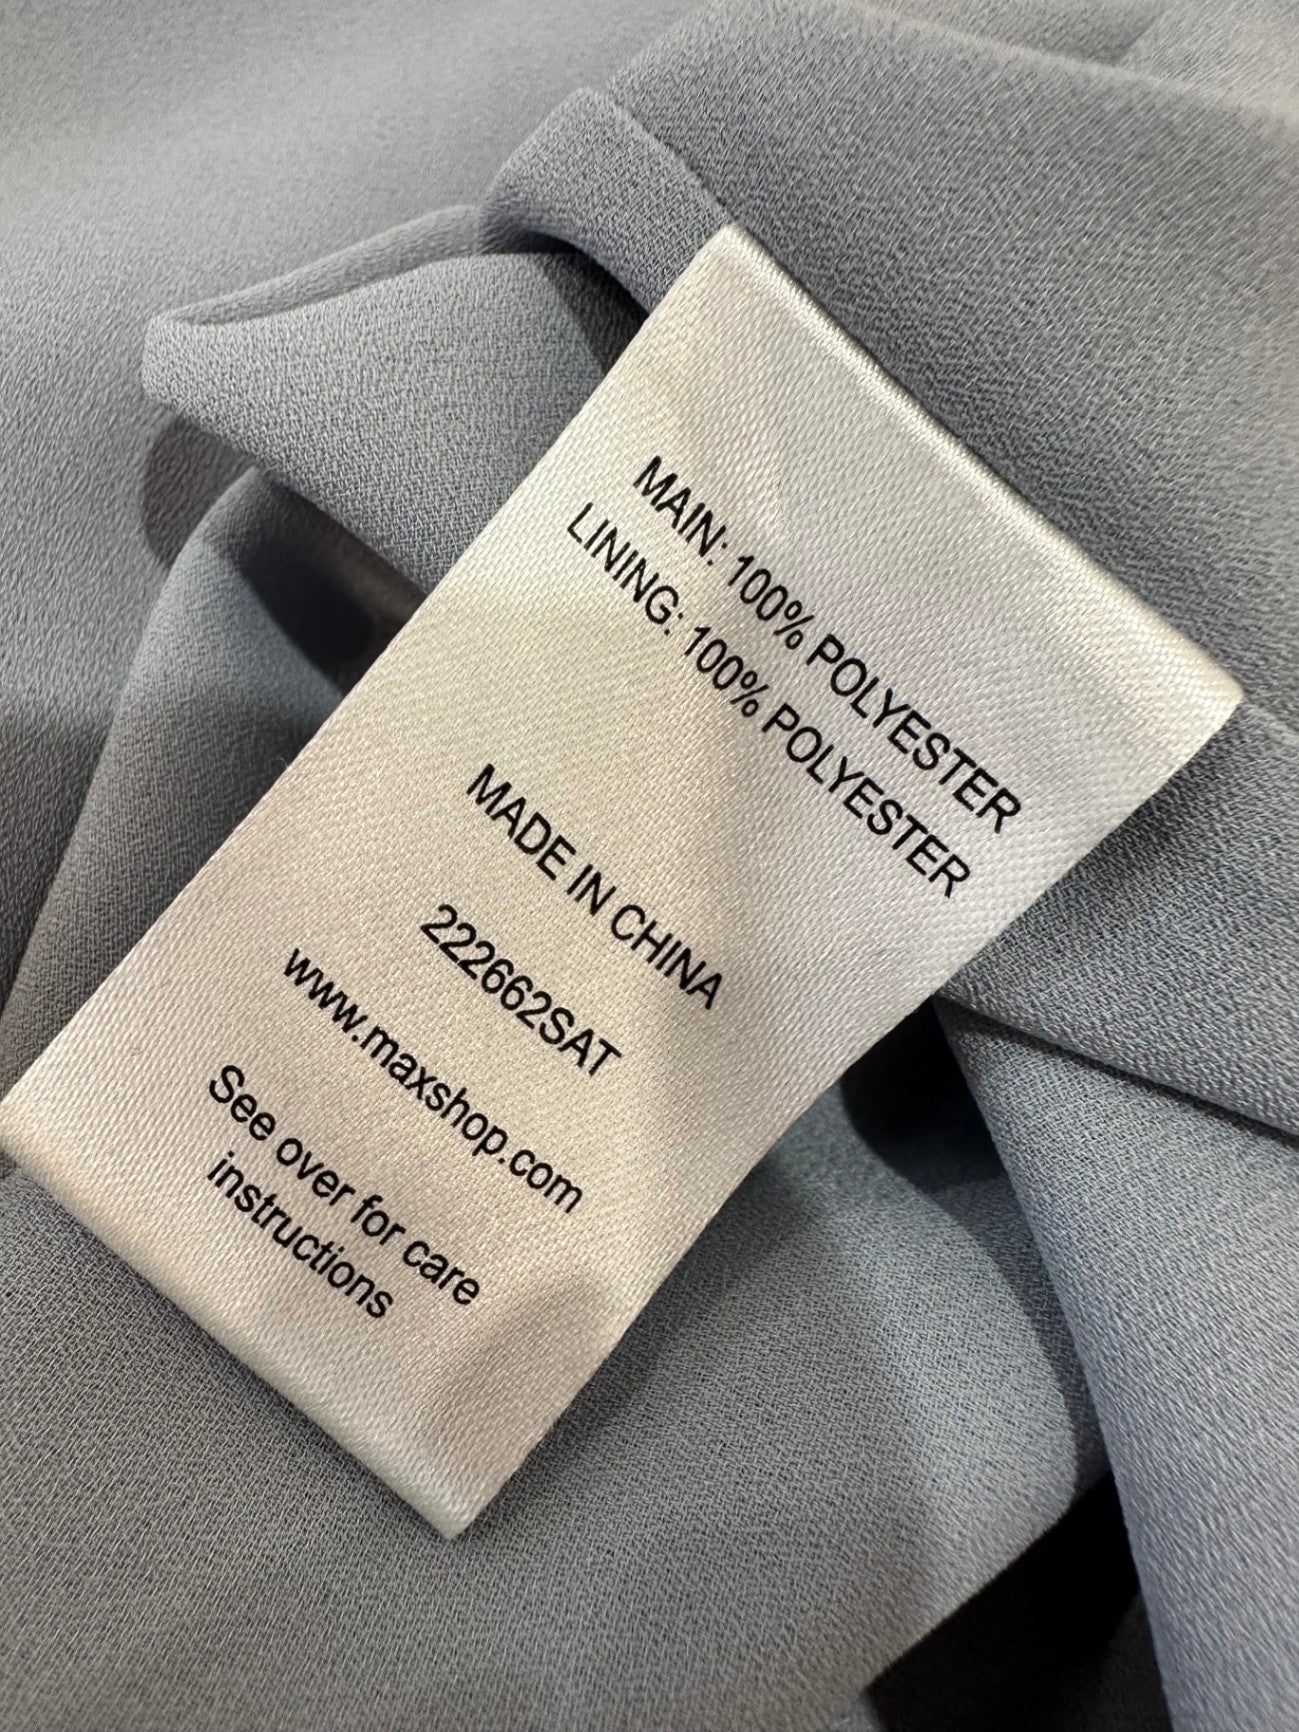 MAIN: 100% POLYESTER
LINING: 100% POLYESTER
MADE IN CHINA
222662SAT
www.maxshop.com
See over for care
instructions